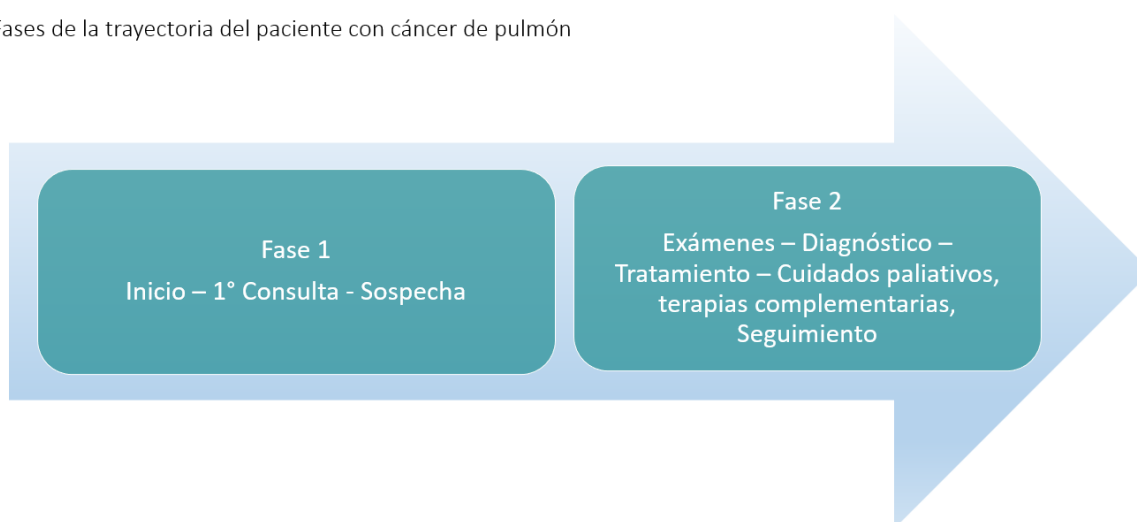 Fases de la trayectoria del paciente con cáncer de pulmón
Fase 1
Inicio – 1° Consulta - Sospecha
Fase 2
Exámenes – Diagnóstico –
Tratamiento – Cuidados paliativos,
terapias complementarias,
Seguimiento